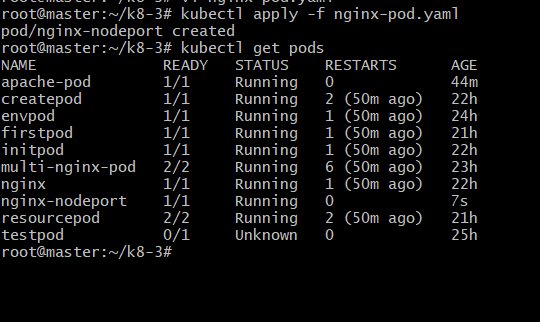 root@master:~/k8-3# kubectl apply -f nginx-pod.yaml
pod/nginx-nodeport created
root@master:~/k8-3# kubectl get pods
NAME READY STATUS RESTARTS AGE
apache-pod 1/1 Running 0 44m
createpod 1/1 Running 2 (50m ago) 22h
envpod 1/1 Running 1 (50m ago) 24h
firstpod 1/1 Running 1 (50m ago) 21h
initpod 1/1 Running 1 (50m ago) 22h
multi-nginx-pod 2/2 Running 6 (50m ago) 23h
nginx 1/1 Running 1 (50m ago) 22h
nginx-nodeport 1/1 Running 0 7s
resourcepod 2/2 Running 2 (50m ago) 21h
testpod 0/1 Unknown 0 25h
root@master:~/k8-3#